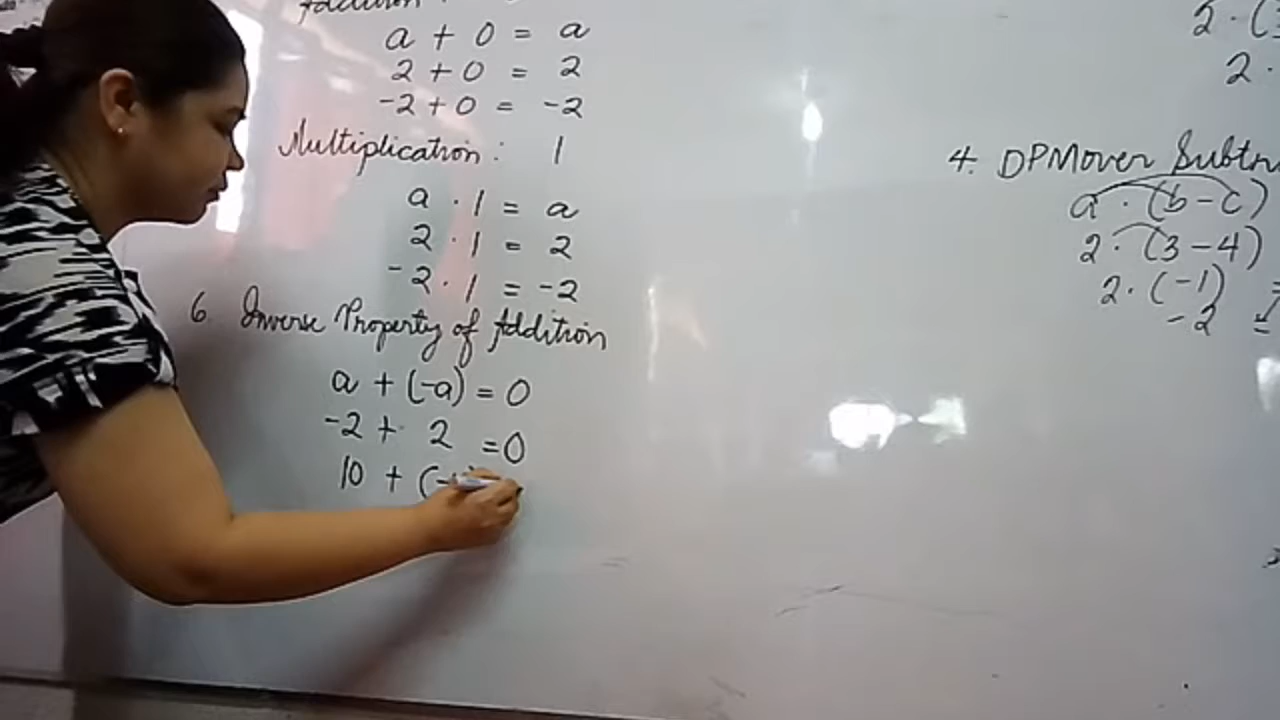 Addition:
a + 0 = a
2 + 0 = 2
-2 + 0 = -2
Multiplication: 1
a · 1 = a
2 · 1 = 2
-2 · 1 = -2
6. Inverse Property of Addition
a + (-a) = 0
-2 + 2 = 0
10 + (-
2 · (
2 ·
4. DPM over
a · (b - c)
2 · (3 - 4)
2 · (-1) =
-2 =